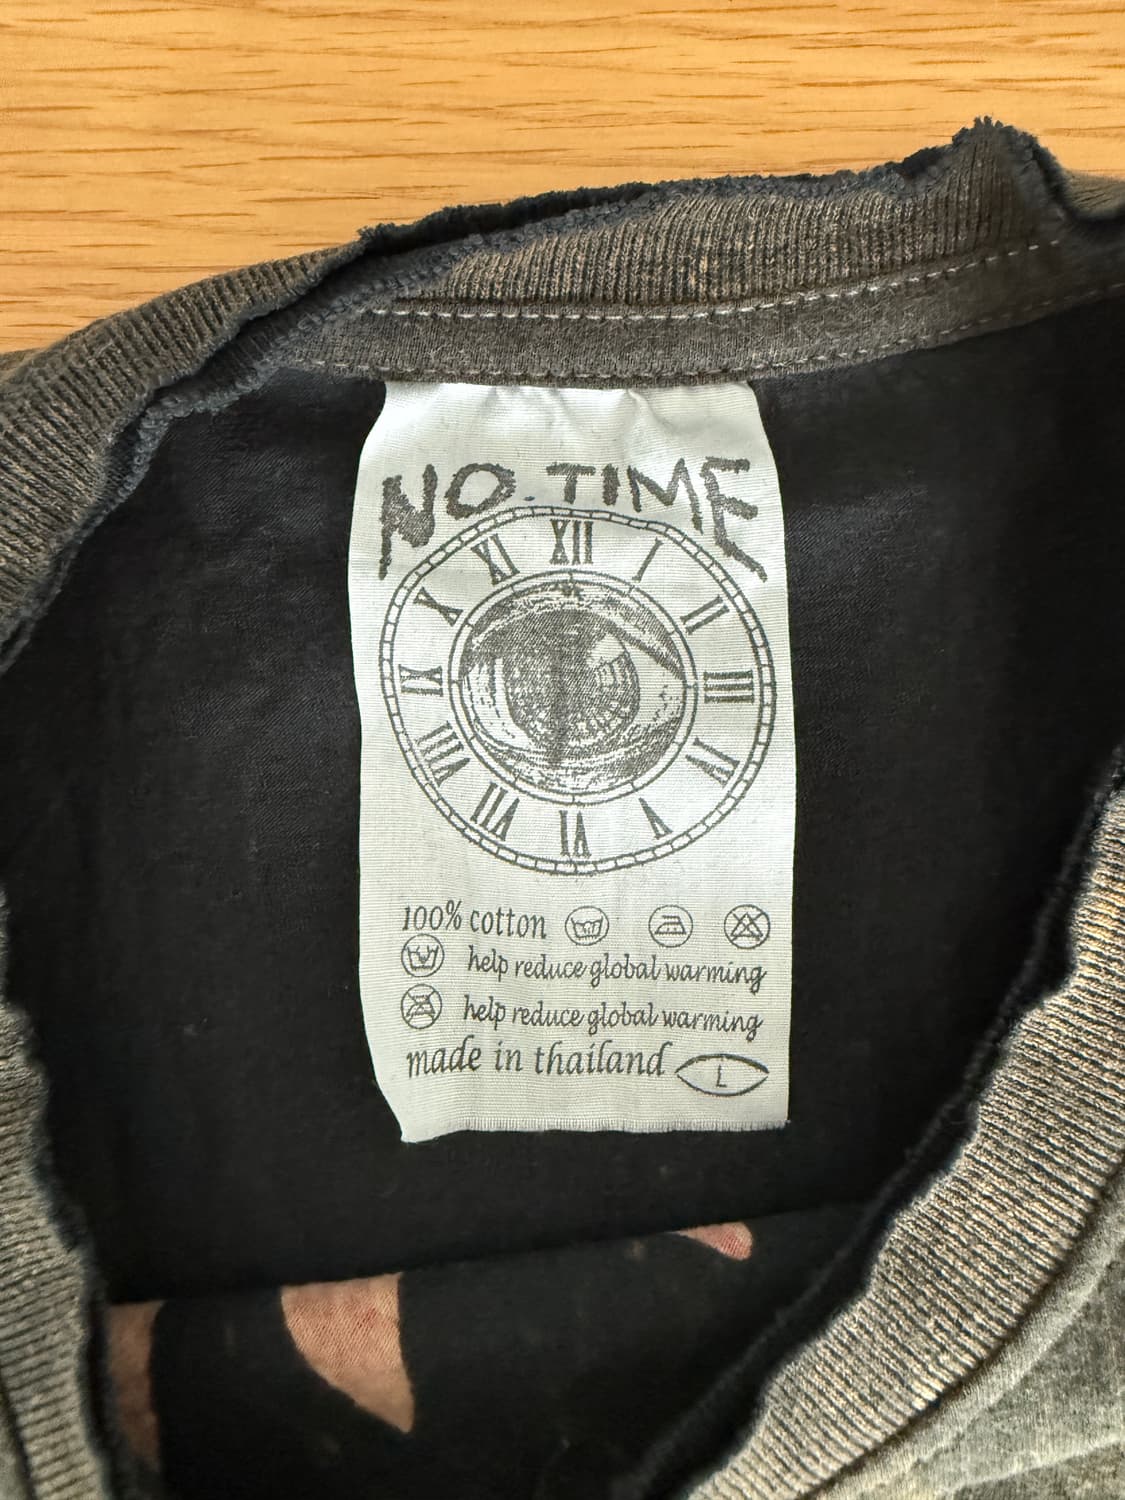 NO TIME
XII
I
II
III
IV
V
VI
VII
VIII
IX
X
XI
100% cotton
help reduce global warming
help reduce global warming
made in thailand L